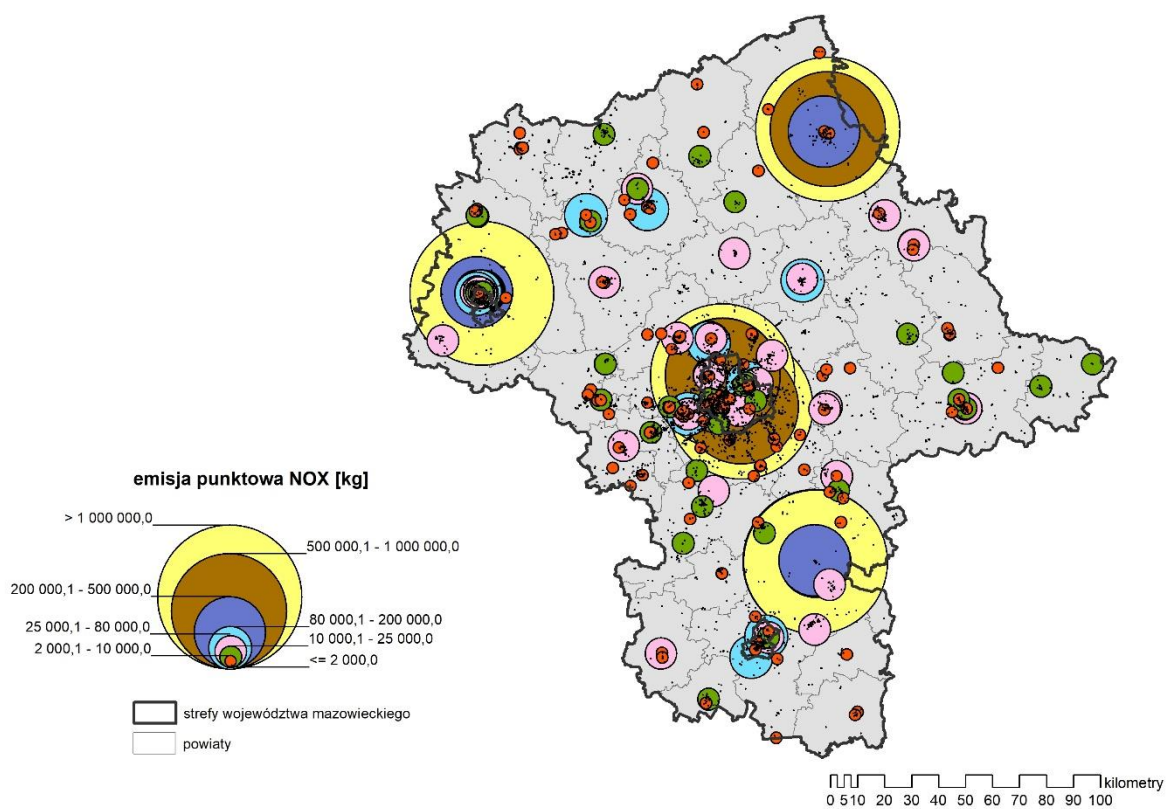 emisja punktowa NOX [kg]
> 1 000 000,0
500 000,1 - 1 000 000,0
200 000,1 - 500 000,0
80 000,1 - 200 000,0
25 000,1 - 80 000,0
10 000,1 - 25 000,0
2 000,1 - 10 000,0
<= 2 000,0
strefy województwa mazowieckiego
powiaty
kilometry
0 5 10 20 30 40 50 60 70 80 90 100